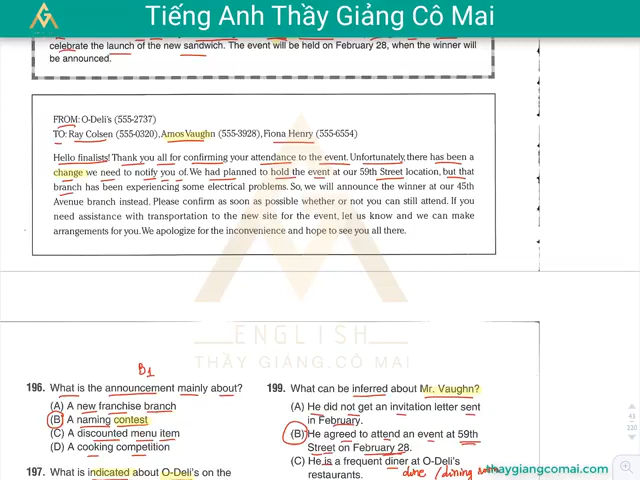 Tiếng Anh Thầy Giảng Cô Mai
celebrate the launch of the new sandwich. The event will be held on February 28, when the winner will
be announced.
FROM: O-Deli's (555-2737)
TO: Ray Colsen (555-0320), Amos Vaughn (555-3928), Fiona Henry (555-6554)
Hello finalists! Thank you all for confirming your attendance to the event. Unfortunately, there has been a
change we need to notify you of. We had planned to hold the event at our 59th Street location, but that
branch has been experiencing some electrical problems. So, we will announce the winner at our 45th
Avenue branch instead. Please confirm as soon as possible whether or not you can still attend. If you
need assistance with transportation to the new site for the event, let us know and we can make
arrangements for you. We apologize for the inconvenience and hope to see you all there.
ENGLISH
THẦY GIẢNG.CÔ MAI
B1
196. What is the announcement mainly about?
(A) A new franchise branch
(B) A naming contest
(C) A discounted menu item
(D) A cooking competition
197. What is indicated about O-Deli's on the
199. What can be inferred about Mr. Vaughn?
(A) He did not get an invitation letter sent
in February.
(B) He agreed to attend an event at 59th
Street on February 28.
(C) He is a frequent diner at O-Deli's
restaurants.
dine / dining
thaygiangcomai.com
43
220